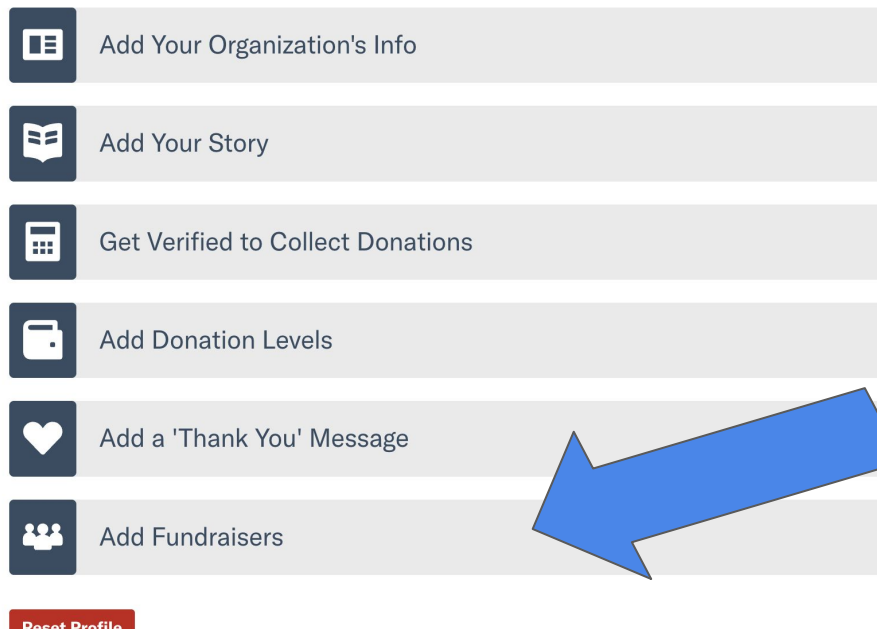 Add Your Organization's Info
Add Your Story
Get Verified to Collect Donations
Add Donation Levels
Add a 'Thank You' Message
Add Fundraisers
Reset Profile